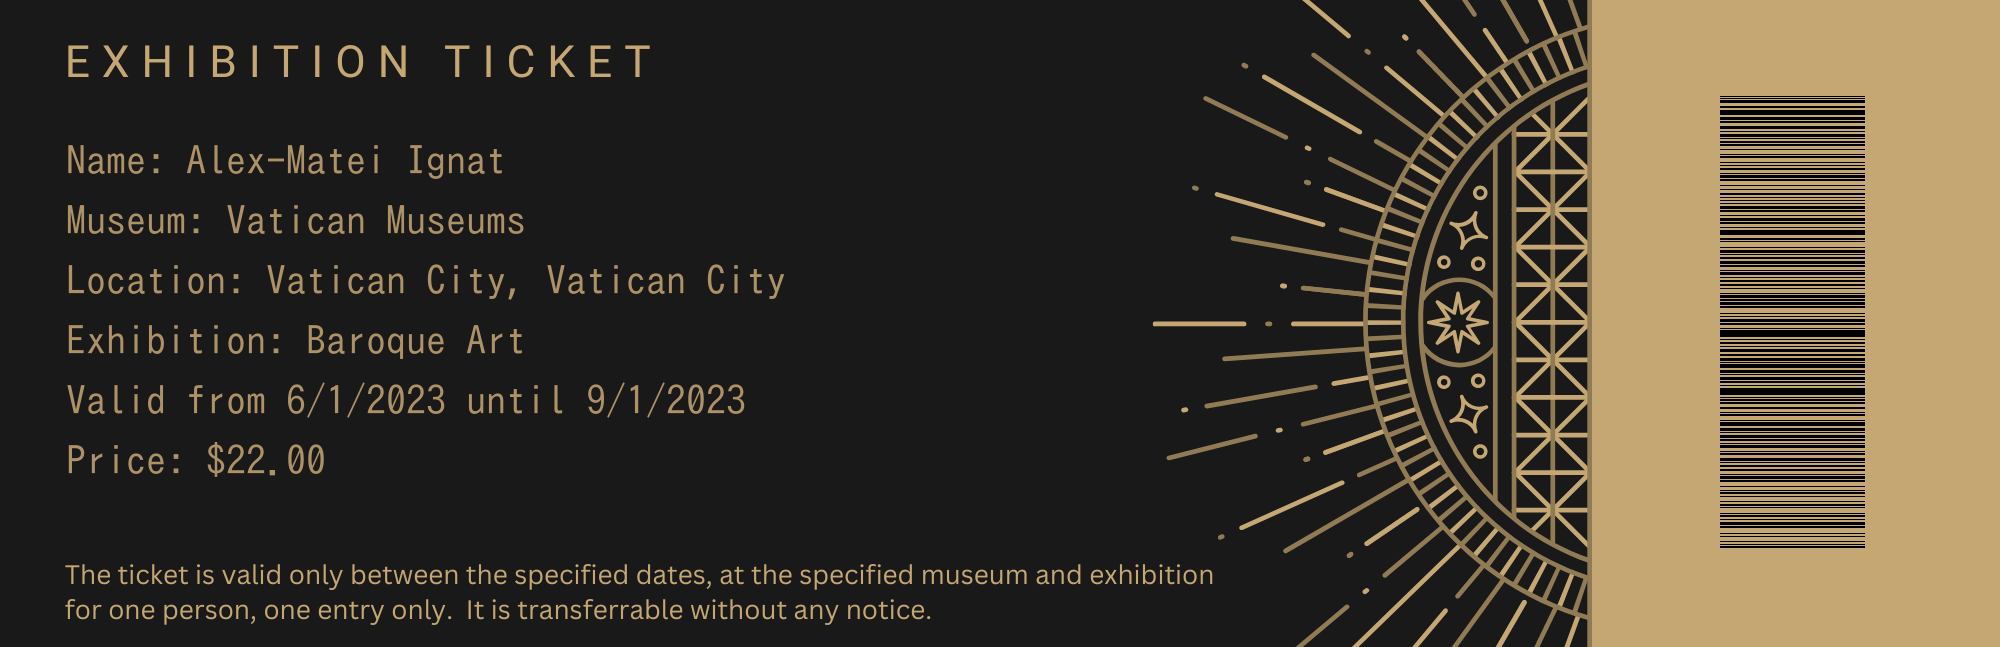 EXHIBITION TICKET
Name: Alex-Matei Ignat
Museum: Vatican Museums
Location: Vatican City, Vatican City
Exhibition: Baroque Art
Valid from 6/1/2023 until 9/1/2023
Price: $22.00
The ticket is valid only between the specified dates, at the specified museum and exhibition
for one person, one entry only.  It is transferrable without any notice.